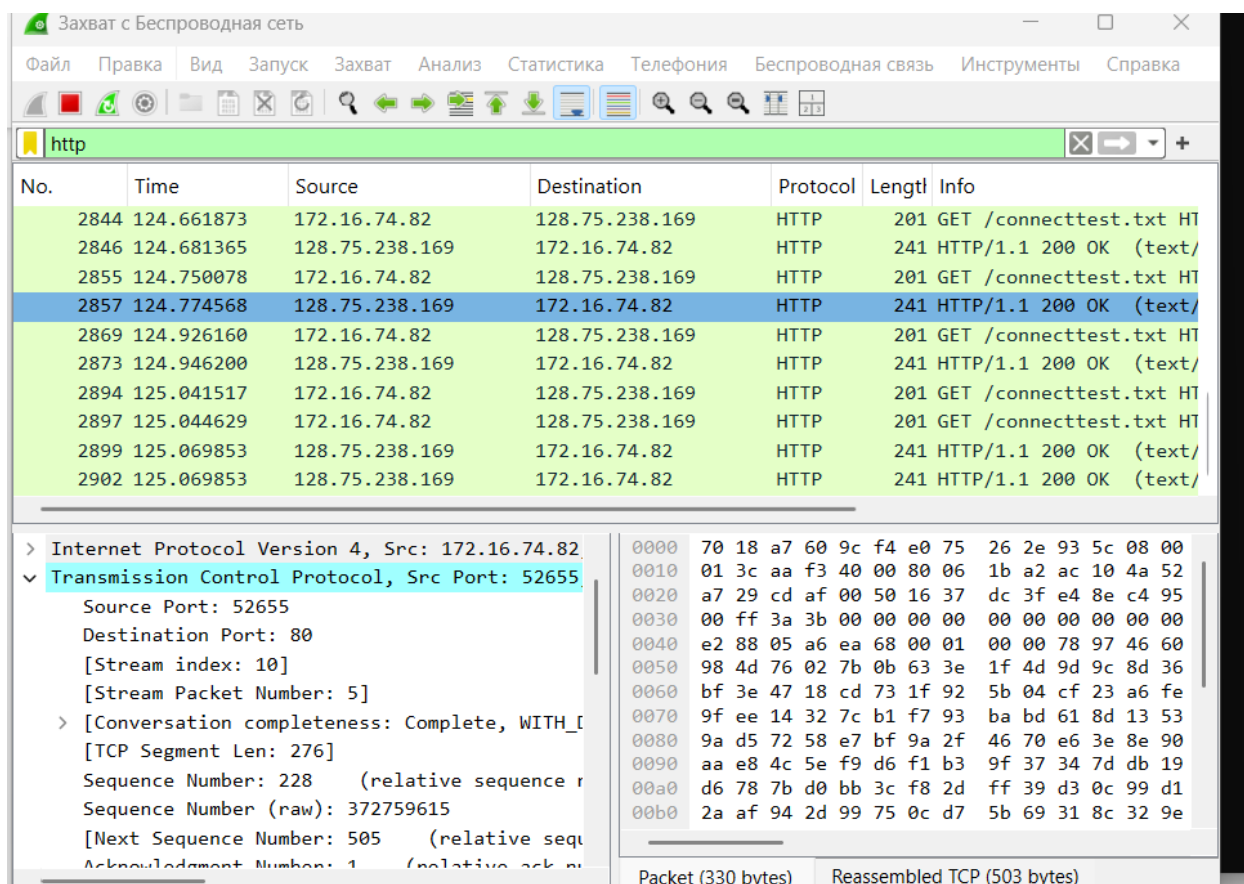 Захват с Беспроводная сеть
Файл Правка Вид Запуск Захват Анализ Статистика Телефония Беспроводная связь Инструменты Справка
http
No. Time Source Destination Protocol Lengtl Info
2844 124.661873 172.16.74.82 128.75.238.169 HTTP 201 GET /connecttest.txt HT
2846 124.681365 128.75.238.169 172.16.74.82 HTTP 241 HTTP/1.1 200 OK (text/
2855 124.750078 172.16.74.82 128.75.238.169 HTTP 201 GET /connecttest.txt HT
2857 124.774568 128.75.238.169 172.16.74.82 HTTP 241 HTTP/1.1 200 OK (text/
2869 124.926160 172.16.74.82 128.75.238.169 HTTP 201 GET /connecttest.txt HT
2873 124.946200 128.75.238.169 172.16.74.82 HTTP 241 HTTP/1.1 200 OK (text/
2894 125.041517 172.16.74.82 128.75.238.169 HTTP 201 GET /connecttest.txt HT
2897 125.044629 172.16.74.82 128.75.238.169 HTTP 201 GET /connecttest.txt HT
2899 125.069853 128.75.238.169 172.16.74.82 HTTP 241 HTTP/1.1 200 OK (text/
2902 125.069853 128.75.238.169 172.16.74.82 HTTP 241 HTTP/1.1 200 OK (text/
Internet Protocol Version 4, Src: 172.16.74.82
Transmission Control Protocol, Src Port: 52655
Source Port: 52655
Destination Port: 80
[Stream index: 10]
[Stream Packet Number: 5]
[Conversation completeness: Complete, WITH_D
[TCP Segment Len: 276]
Sequence Number: 228 (relative sequence n
Sequence Number (raw): 372759615
[Next Sequence Number: 505 (relative sequ
Acknowledgment Number: 1 (relative ack nu
0000 70 18 a7 60 9c f4 e0 75 26 2e 93 5c 08 00
0010 01 3c aa f3 40 00 80 06 1b a2 ac 10 4a 52
0020 a7 29 cd af 00 50 16 37 dc 3f e4 8e c4 95
0030 00 ff 3a 3b 00 00 00 00 00 00 00 00 00 00
0040 e2 88 05 a6 ea 68 00 01 00 00 78 97 46 60
0050 98 4d 76 02 7b 0b 63 3e 1f 4d 9d 9c 8d 36
0060 bf 3e 47 18 cd 73 1f 92 5b 04 cf 23 a6 fe
0070 9f ee 14 32 7c b1 f7 93 ba bd 61 8d 13 53
0080 9a d5 72 58 e7 bf 9a 2f 46 70 e6 3e 8e 90
0090 aa e8 4c 5e f9 d6 f1 b3 9f 37 34 7d db 19
00a0 d6 78 7b d0 bb 3c f8 2d ff 39 d3 0c 99 d1
00b0 2a af 94 2d 99 75 0c d7 5b 69 31 8c 32 9e
Packet (330 bytes) Reassembled TCP (503 bytes)